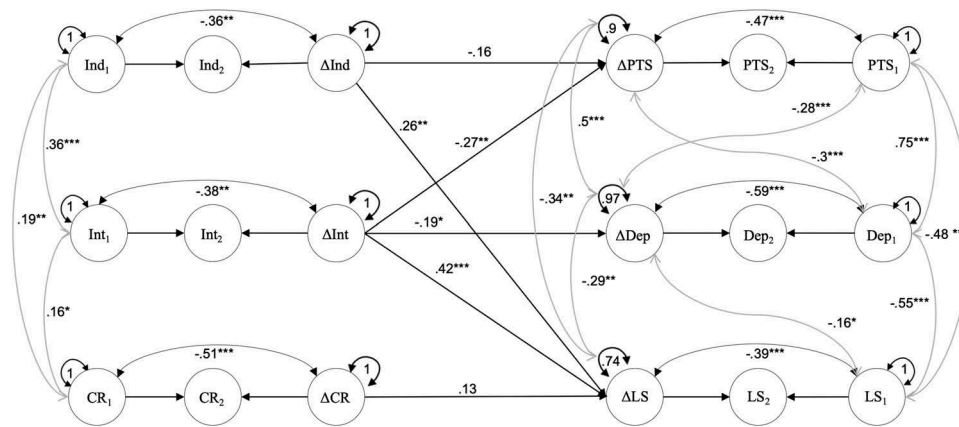 -.36** -.47***
1 1 .9 1
Ind₁ Ind₂ ΔInd -.16 ΔPTS PTS₂ PTS₁
.26** -.28***
.36*** -.27** .5*** -.3*** .75***
-.38** -.59***
.19** 1 1 -.34** .97 1
Int₁ Int₂ ΔInt -.19* ΔDep Dep₂ Dep₁ -.48 **
.42*** -.29**
.16* -.16* -.55***
-.51*** -.39***
1 1 .74 1
CR₁ CR₂ ΔCR .13 ΔLS LS₂ LS₁